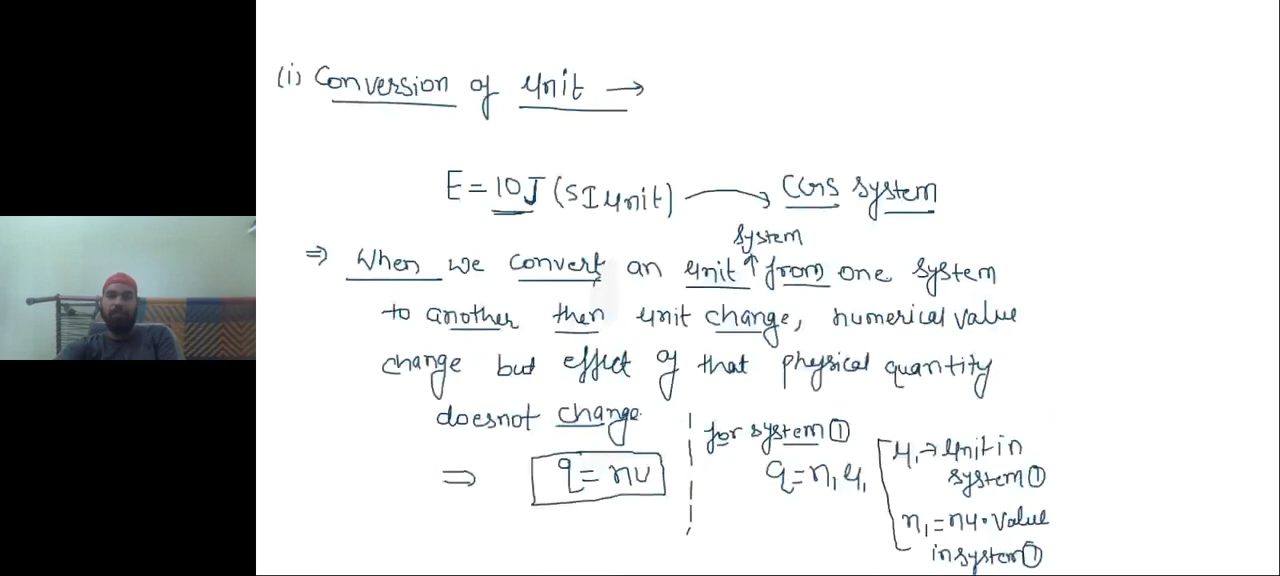 (i) Conversion of unit →
E = 10J (SI unit) → CGS system
system
⇒ When we convert an unit ↑ from one system
to another then unit change, numerical value
change but effect of that physical quantity
doesnot change.
⇒ q = nu
for system ①
q = n₁u₁
u₁ → unit in
system ①
n₁ = nu. value
in system ①